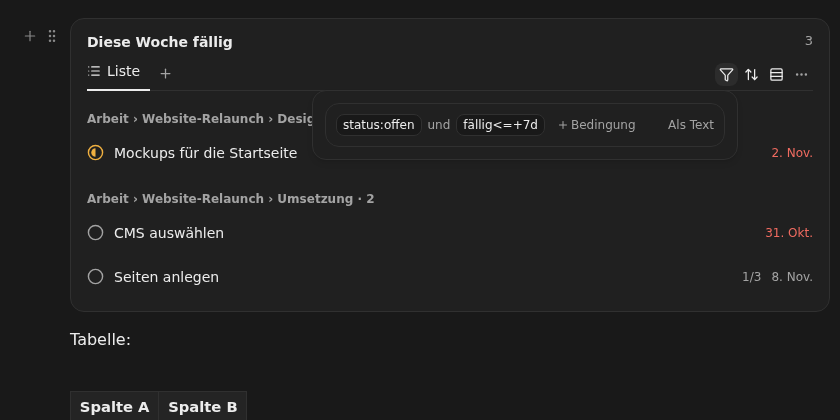 Diese Woche fällig 3
Liste
Arbeit › Website-Relaunch ›
status:offen und fällig<=+7d + Bedingung Als Text
Mockups für die Startseite 2. Nov.
Arbeit › Website-Relaunch › Umsetzung · 2
CMS auswählen 31. Okt.
Seiten anlegen 1/3 8. Nov.
Tabelle:
Spalte A Spalte B